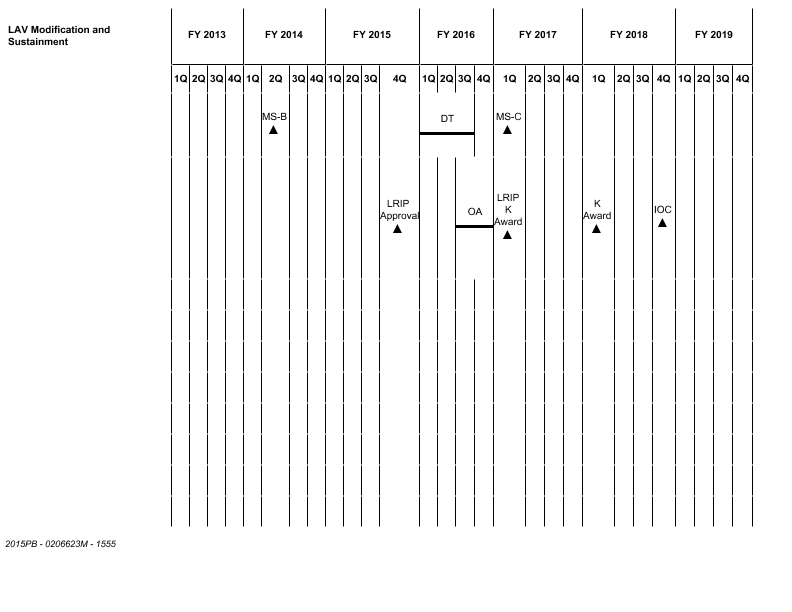 LAV Modification and
Sustainment
FY 2013 FY 2014 FY 2015 FY 2016 FY 2017 FY 2018 FY 2019
1Q 2Q 3Q 4Q 1Q 2Q 3Q 4Q 1Q 2Q 3Q 4Q 1Q 2Q 3Q 4Q 1Q 2Q 3Q 4Q 1Q 2Q 3Q 4Q 1Q 2Q 3Q 4Q
MS-B DT MS-C
LRIP
Approval
OA
LRIP
K
Award
K
Award
IOC
2015PB - 0206623M - 1555